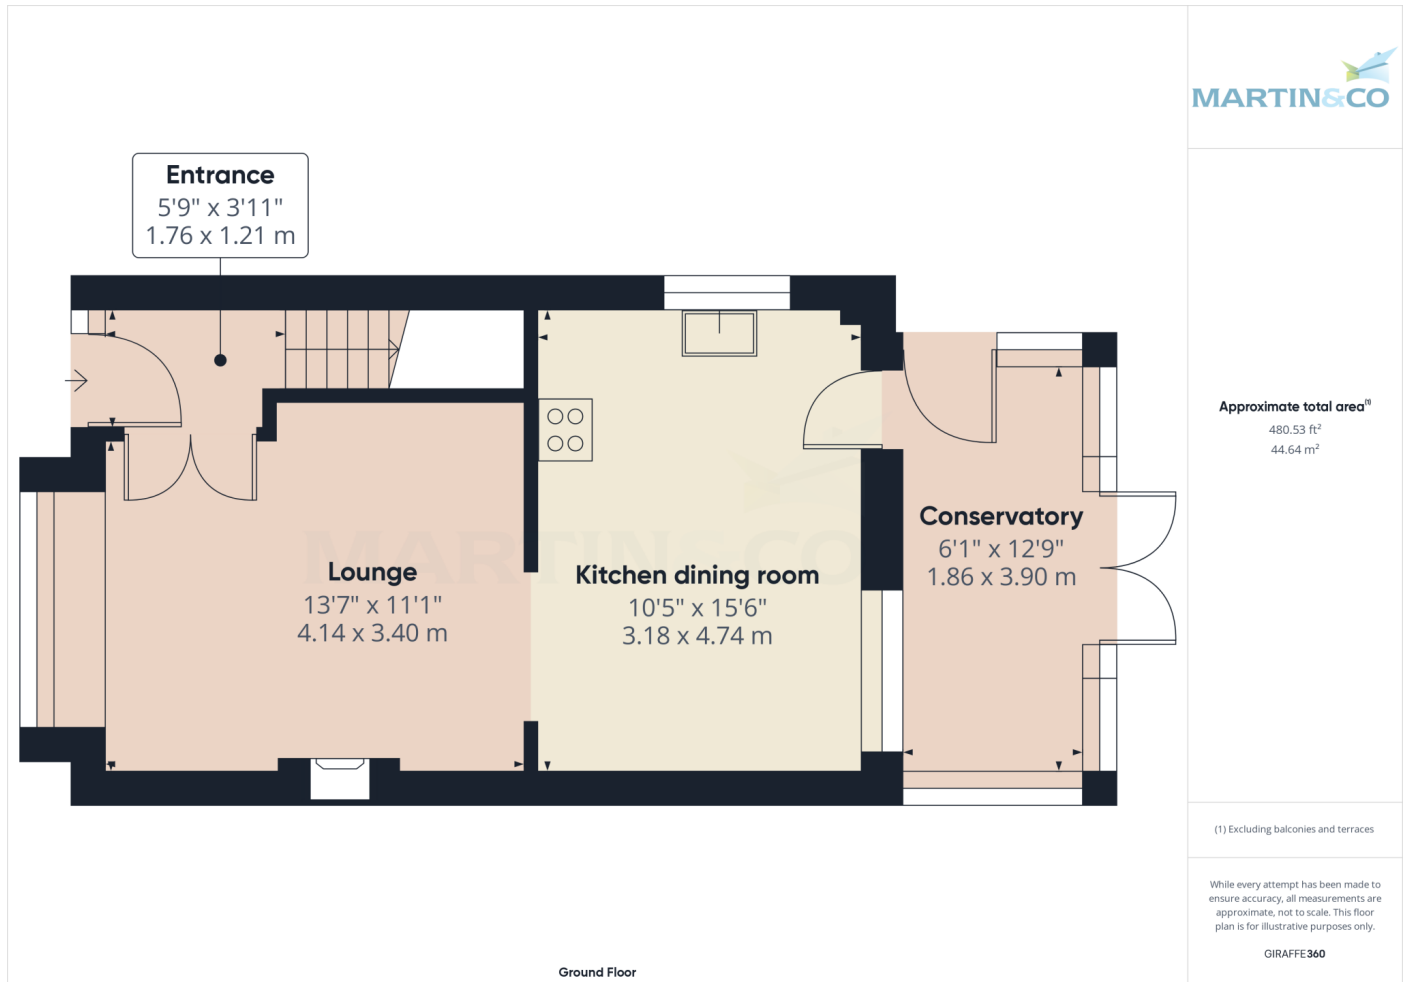 MARTIN&CO
Entrance
5'9" x 3'11"
1.76 x 1.21 m
MARTIN&CO
Lounge
13'7" x 11'1"
4.14 x 3.40 m
Kitchen dining room
10'5" x 15'6"
3.18 x 4.74 m
Conservatory
6'1" x 12'9"
1.86 x 3.90 m
Ground Floor
Approximate total area(1)
480.53 ft²
44.64 m²
(1) Excluding balconies and terraces
While every attempt has been made to
ensure accuracy, all measurements are
approximate, not to scale. This floor
plan is for illustrative purposes only.
GIRAFFE360